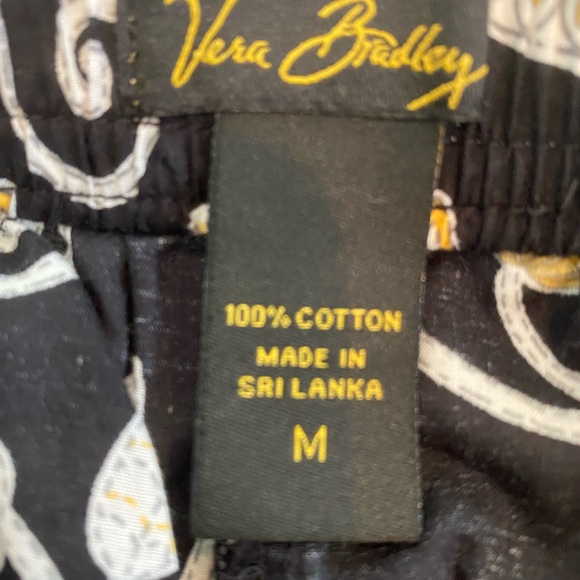 Vera Bradley
100% COTTON
MADE IN
SRI LANKA
M